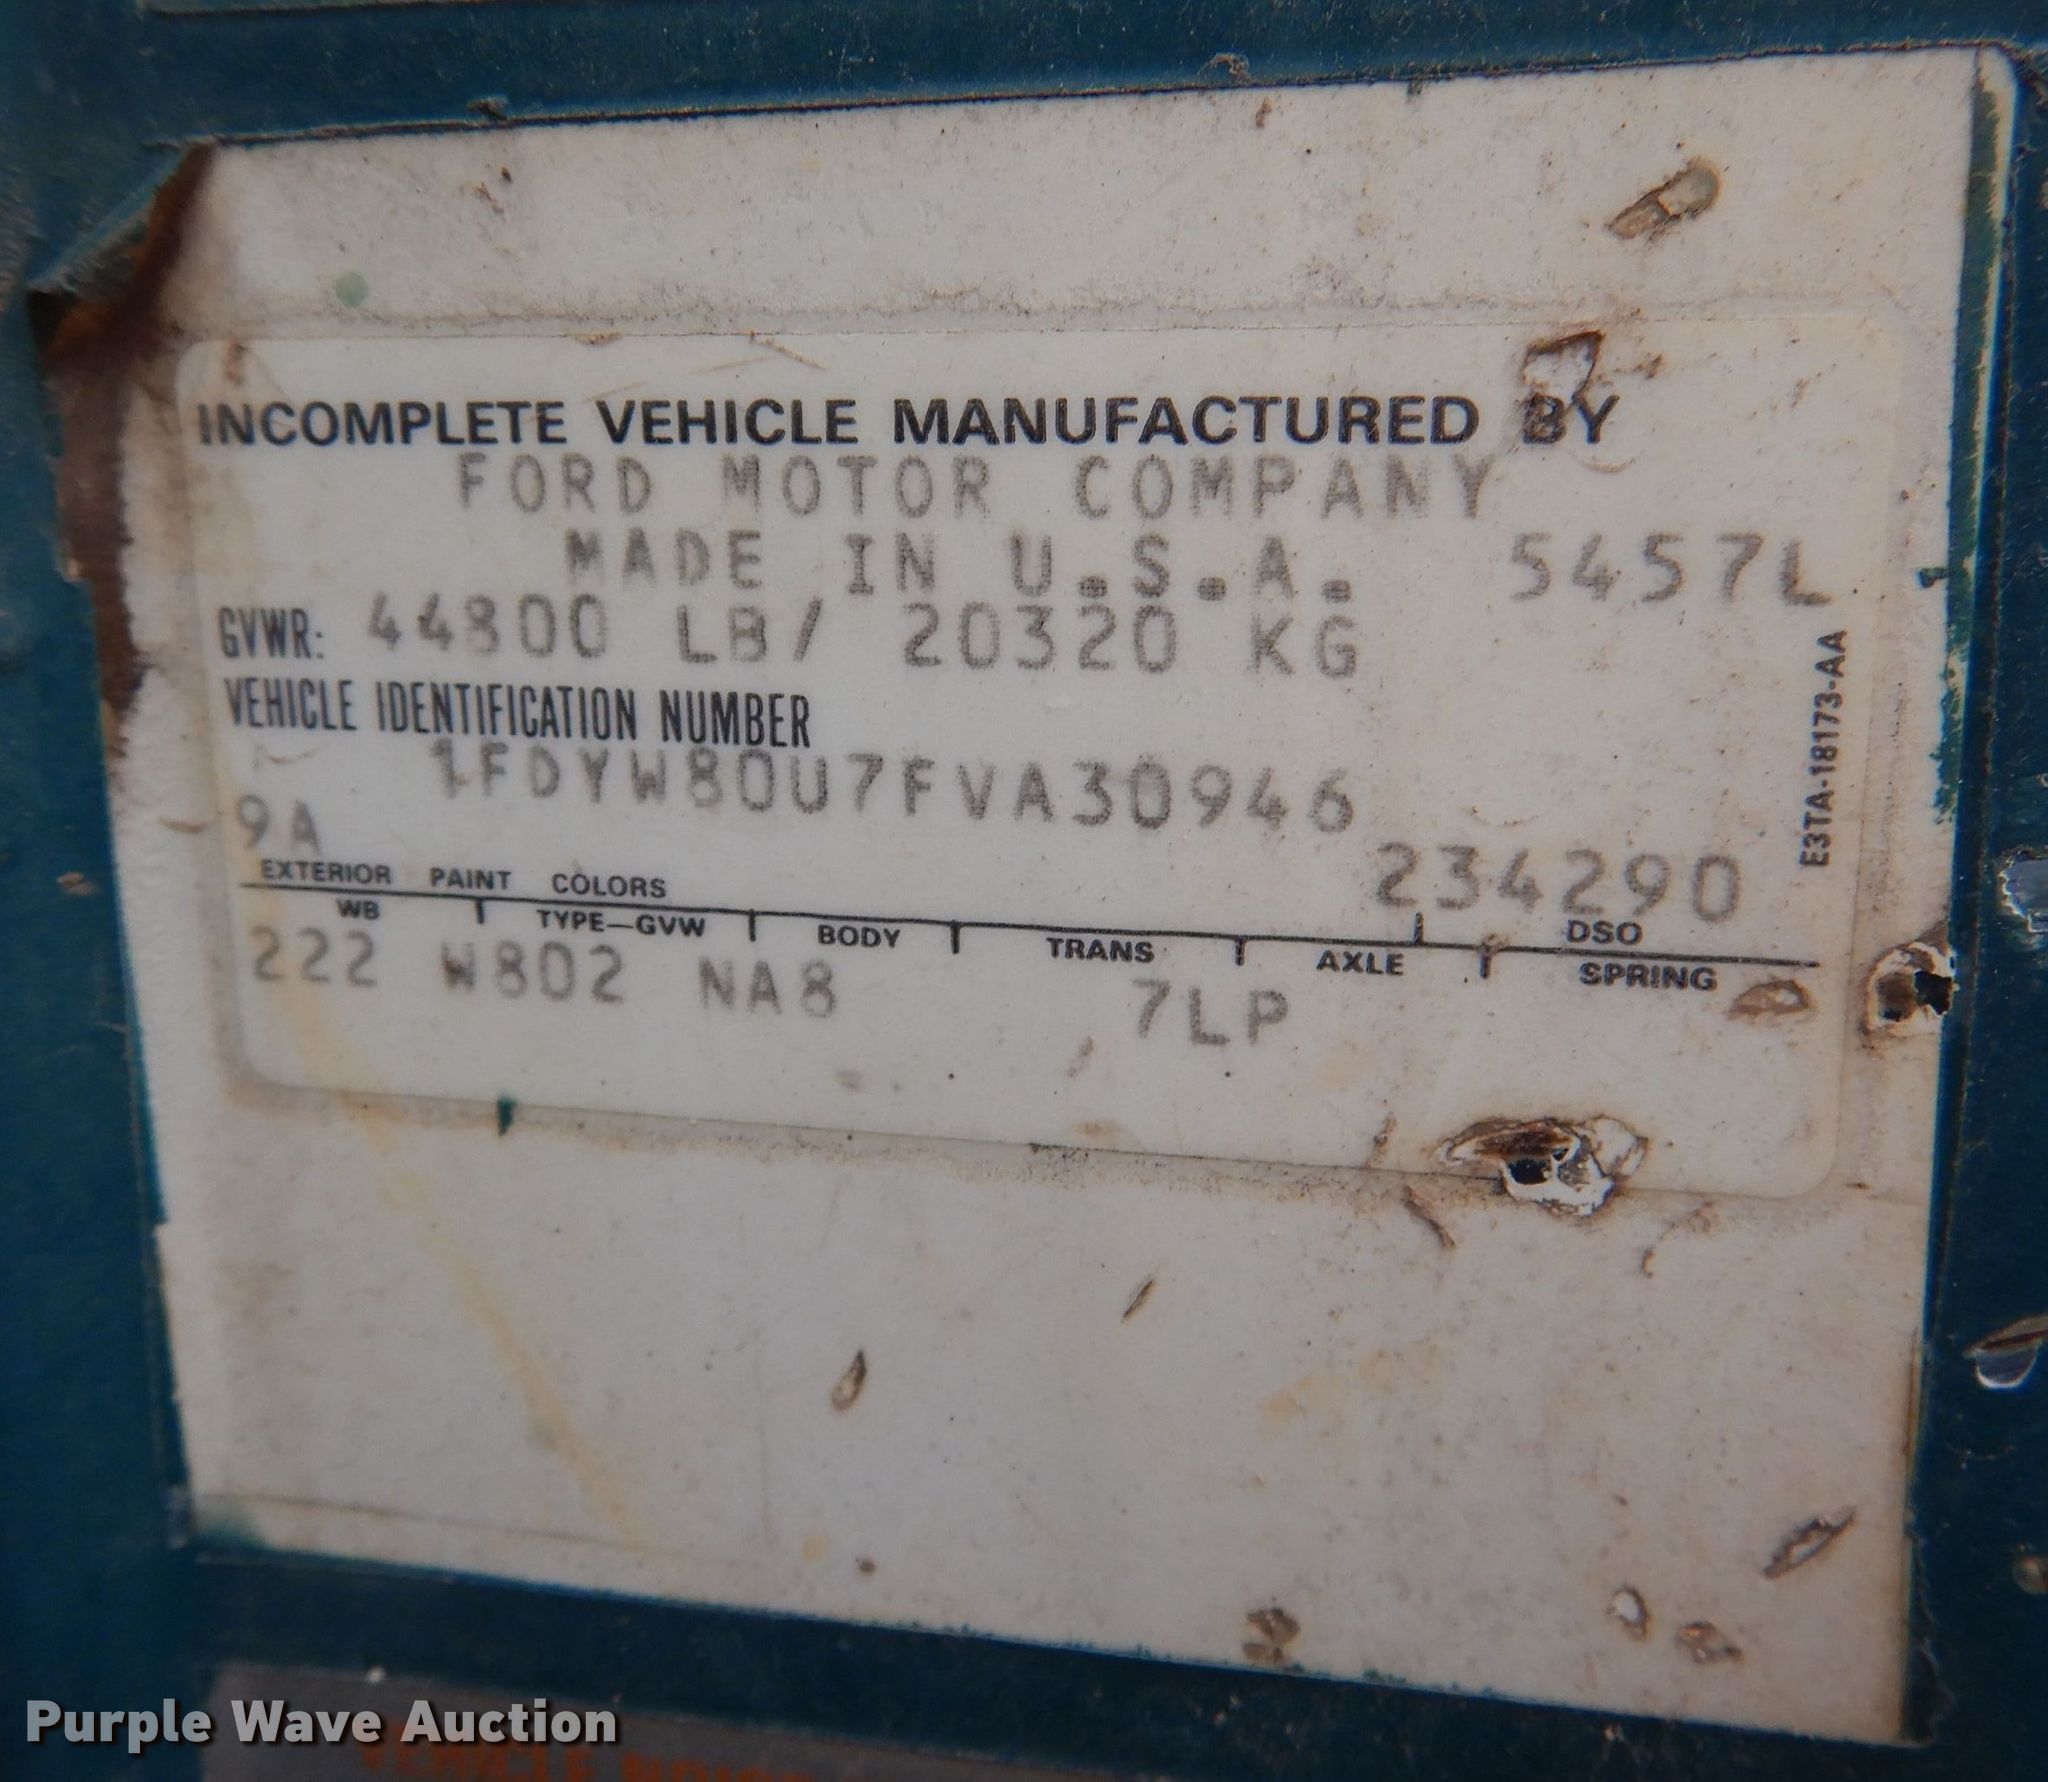 INCOMPLETE VEHICLE MANUFACTURED BY
FORD MOTOR COMPANY
MADE IN U.S.A. 5457L
GVWR: 44800 LB/ 20320 KG
VEHICLE IDENTIFICATION NUMBER
1FDYW80U7FVA30946
9A
EXTERIOR PAINT COLORS
234290
DSO
WB TYPE-GVW BODY TRANS AXLE SPRING
222 W802 NA8 7LP
E3TA-18173-AA
Purple Wave Auction
VEHICLE